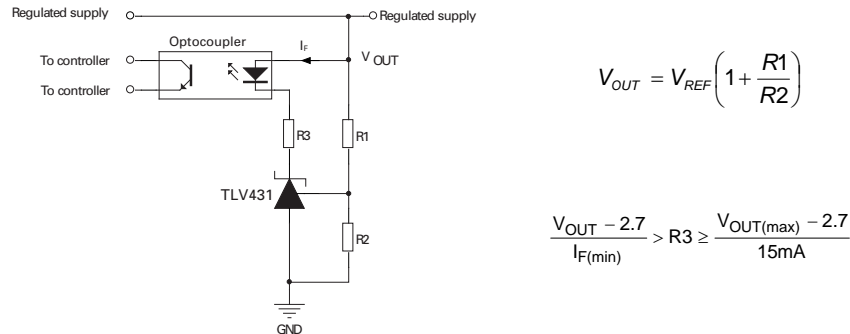 Regulated supply
Regulated supply
Optocoupler
I_F
To controller
V_OUT
To controller
R3
R1
TLV431
R2
GND
V_OUT = V_REF(1 + R1/R2)
(V_OUT − 2.7)/I_F(min) > R3 ≥ (V_OUT(max) − 2.7)/15mA